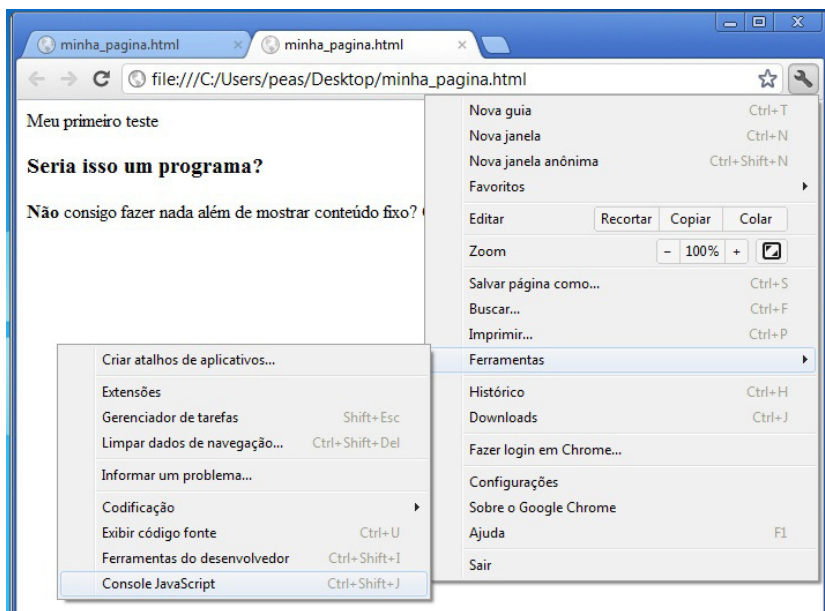 minha_pagina.html × minha_pagina.html ×
file:///C:/Users/peas/Desktop/minha_pagina.html
Meu primeiro teste
Seria isso um programa?
Não consigo fazer nada além de mostrar conteúdo fixo?
Nova guia Ctrl+T
Nova janela Ctrl+N
Nova janela anônima Ctrl+Shift+N
Favoritos
Editar Recortar Copiar Colar
Zoom − 100% +
Salvar página como... Ctrl+S
Buscar... Ctrl+F
Imprimir... Ctrl+P
Ferramentas
Histórico Ctrl+H
Downloads Ctrl+J
Fazer login em Chrome...
Configurações
Sobre o Google Chrome
Ajuda F1
Sair
Criar atalhos de aplicativos...
Extensões
Gerenciador de tarefas Shift+Esc
Limpar dados de navegação... Ctrl+Shift+Del
Informar um problema...
Codificação
Exibir código fonte Ctrl+U
Ferramentas do desenvolvedor Ctrl+Shift+I
Console JavaScript Ctrl+Shift+J